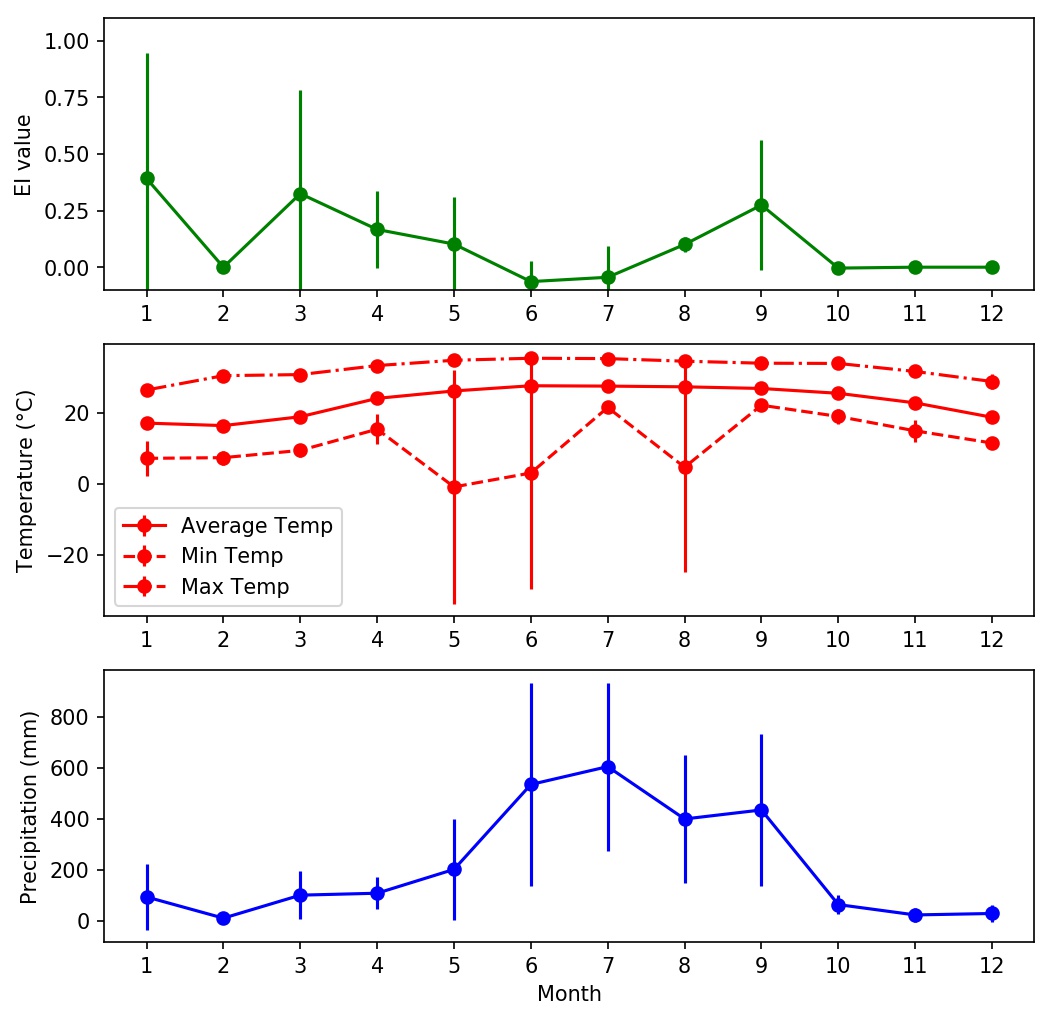 1.00
0.75
0.50
0.25
0.00
EI value
1 2 3 4 5 6 7 8 9 10 11 12
20
0
−20
Temperature (°C)
Average Temp
Min Temp
Max Temp
1 2 3 4 5 6 7 8 9 10 11 12
800
600
400
200
0
Precipitation (mm)
1 2 3 4 5 6 7 8 9 10 11 12
Month